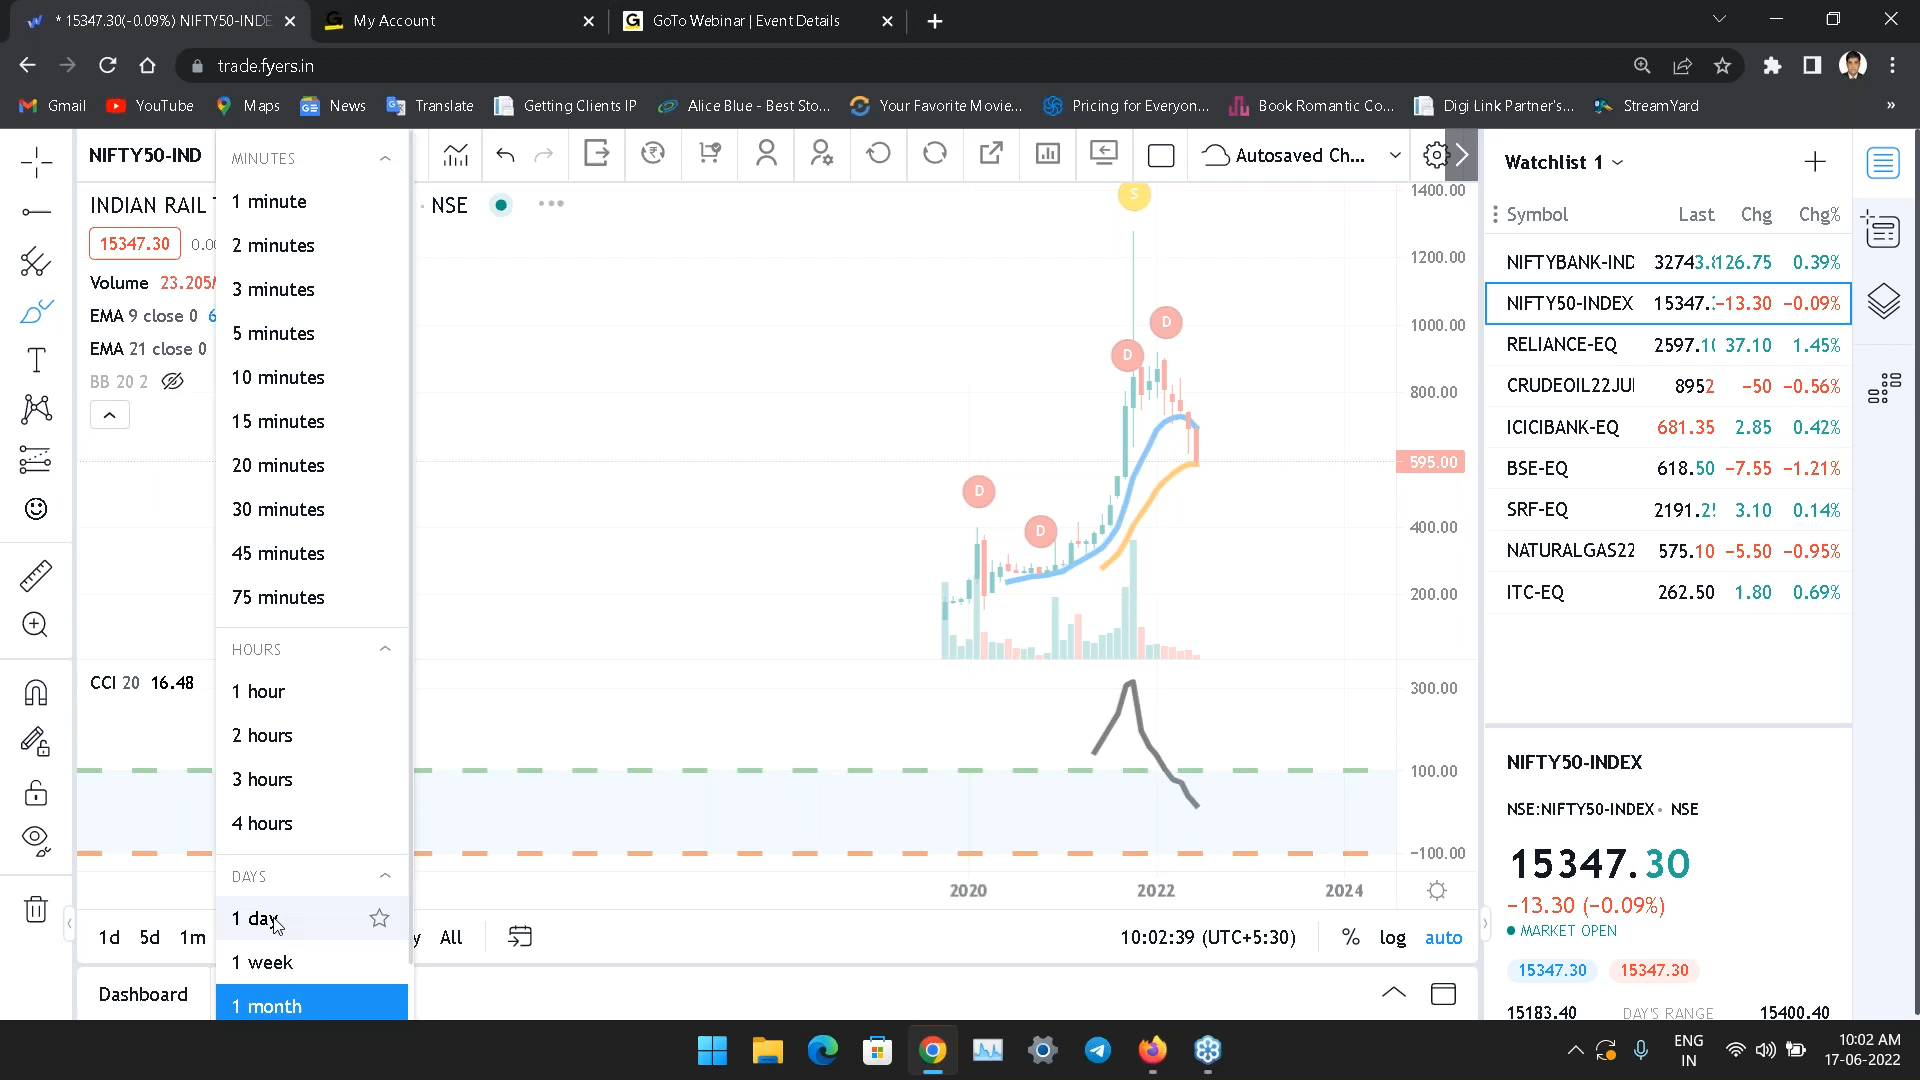 * 15347.30(-0.09%) NIFTY50-INDE
My Account
GoTo Webinar | Event Details
trade.fyers.in
Gmail
YouTube
Maps
News
Translate
Getting Clients IP
Alice Blue - Best Sto...
Your Favorite Movie...
Pricing for Everyon...
Book Romantic Co...
Digi Link Partner's...
StreamYard
»
NIFTY50-IND
Autosaved Ch...
INDIAN RAIL
NSE
15347.30
Volume 23.205
EMA 9 close 0 6
EMA 21 close 0
BB 20 2
CCI 20 16.48
MINUTES
1 minute
2 minutes
3 minutes
5 minutes
10 minutes
15 minutes
20 minutes
30 minutes
45 minutes
75 minutes
HOURS
1 hour
2 hours
3 hours
4 hours
DAYS
1 day
1 week
1 month
S
D
D
D
D
1400.00
1200.00
1000.00
800.00
595.00
400.00
200.00
300.00
100.00
-100.00
2020
2022
2024
1d 5d 1m
y All
10:02:39 (UTC+5:30)
% log auto
Dashboard
Watchlist 1
Symbol Last Chg Chg%
NIFTYBANK-IND 32743.8 126.75 0.39%
NIFTY50-INDEX 15347. -13.30 -0.09%
RELIANCE-EQ 2597.10 37.10 1.45%
CRUDEOIL22JU 8952 -50 -0.56%
ICICIBANK-EQ 681.35 2.85 0.42%
BSE-EQ 618.50 -7.55 -1.21%
SRF-EQ 2191.2 3.10 0.14%
NATURALGAS22 575.10 -5.50 -0.95%
ITC-EQ 262.50 1.80 0.69%
NIFTY50-INDEX
NSE:NIFTY50-INDEX • NSE
15347.30
-13.30 (-0.09%)
MARKET OPEN
15347.30 15347.30
15183.40 DAY'S RANGE 15400.40
ENG
IN
10:02 AM
17-06-2022